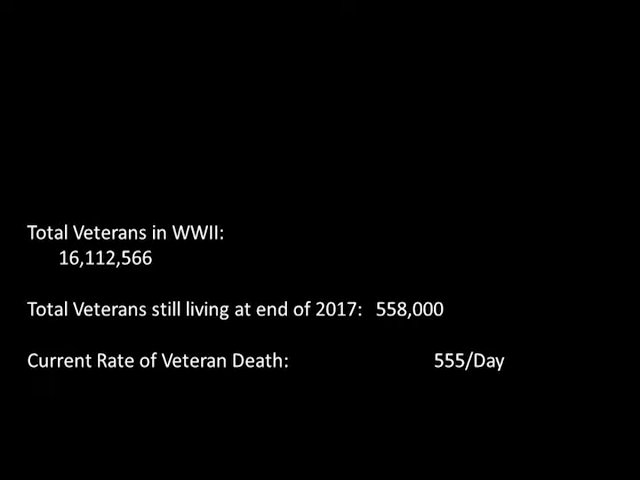 Total Veterans in WWII:
16,112,566
Total Veterans still living at end of 2017: 558,000
Current Rate of Veteran Death: 555/Day